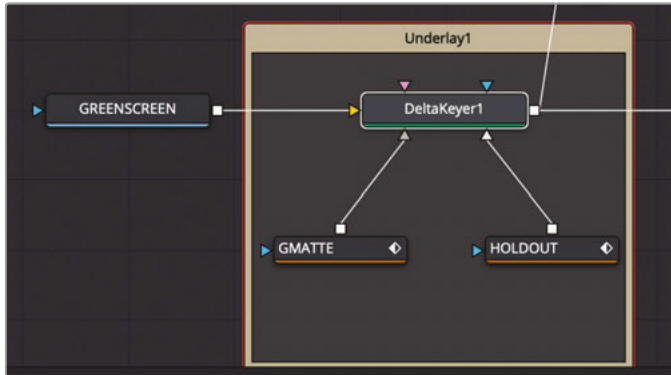 Underlay1
GREENSCREEN
DeltaKeyer1
GMATTE
HOLDOUT